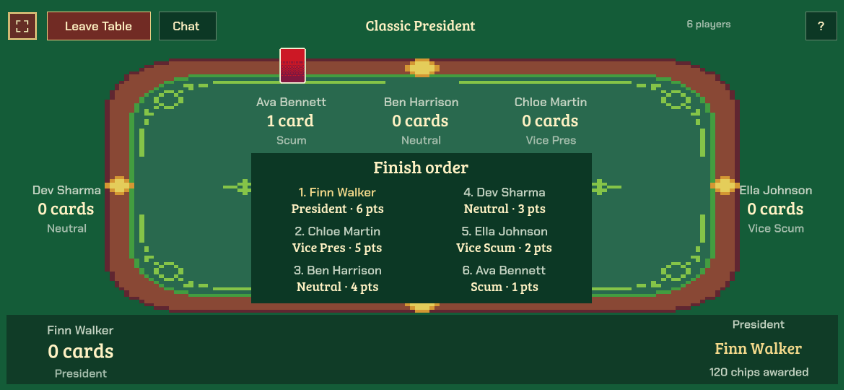 Leave Table
Chat
Classic President
6 players
?
Ava Bennett
1 card
Scum
Ben Harrison
0 cards
Neutral
Chloe Martin
0 cards
Vice Pres
Dev Sharma
0 cards
Neutral
Ella Johnson
0 cards
Vice Scum
Finish order
1. Finn Walker
President · 6 pts
2. Chloe Martin
Vice Pres · 5 pts
3. Ben Harrison
Neutral · 4 pts
4. Dev Sharma
Neutral · 3 pts
5. Ella Johnson
Vice Scum · 2 pts
6. Ava Bennett
Scum · 1 pts
Finn Walker
0 cards
President
President
Finn Walker
120 chips awarded